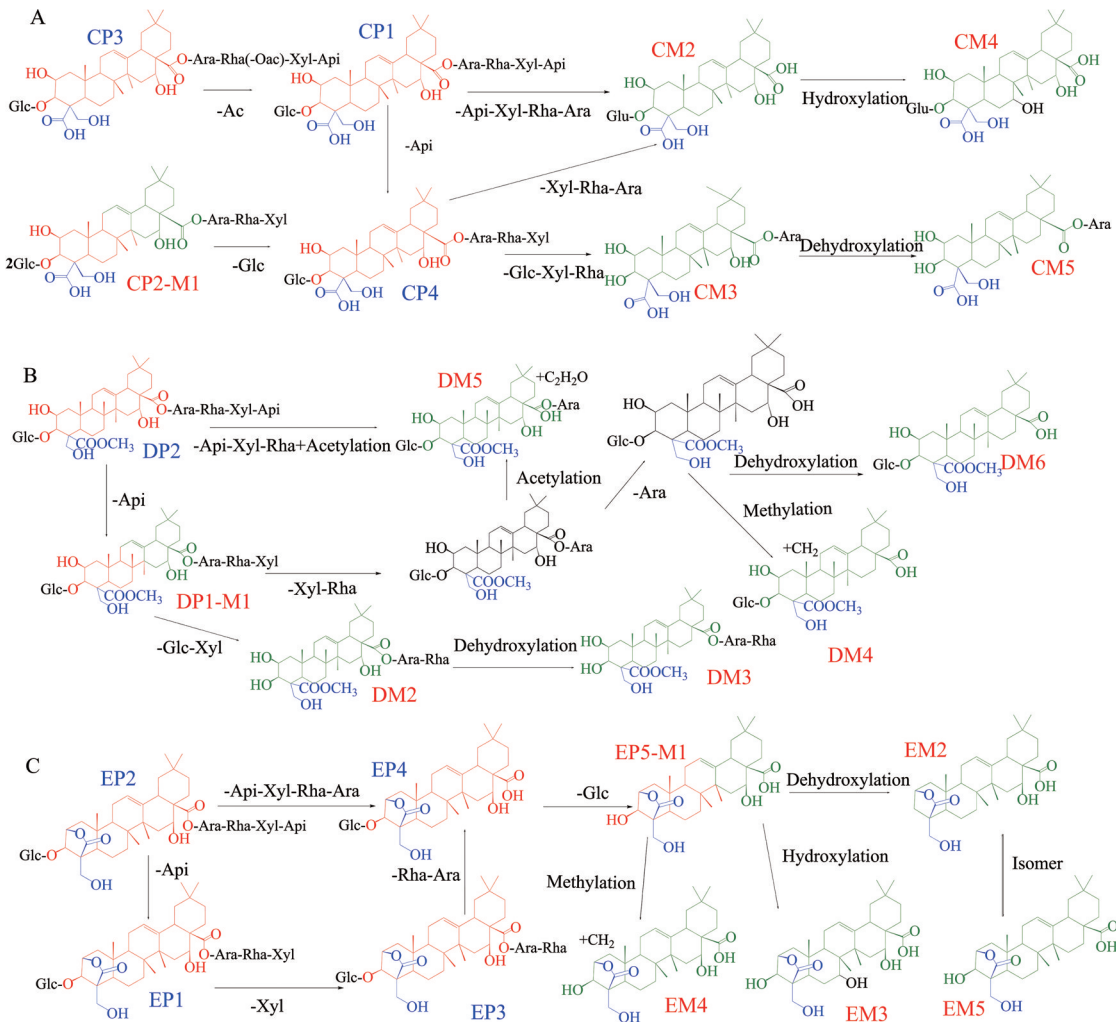 A
CP3
HO
Glc-O
O
OH
OH
OH
O-Ara-Rha(-Oac)-Xyl-Api
O
OH
-Ac
CP1
HO
Glc-O
O
OH
OH
O-Ara-Rha-Xyl-Api
O
OH
-Api-Xyl-Rha-Ara
CM2
HO
Glu-O
O
OH
OH
OH
O
OH
Hydroxylation
CM4
HO
Glu-O
O
OH
OH
OH
OH
O
OH
-Api
-Xyl-Rha-Ara
HO
2Glc-O
O
OH
OH
O-Ara-Rha-Xyl
OHO
CP2-M1
-Glc
HO
Glc-O
O
OH
OH
O-Ara-Rha-Xyl
OHO
CP4
-Glc-Xyl-Rha
HO
HO
O
OH
OH
O-Ara
O
OH
CM3
Dehydroxylation
HO
HO
O
OH
OH
O-Ara
O
CM5
B
HO
Glc-O
COOCH3
OH
O-Ara-Rha-Xyl-Api
O
OH
DP2
-Api-Xyl-Rha+Acetylation
DM5
+C2H2O
HO
Glc-O
COOCH3
OH
OH
O
O-Ara
HO
Glc-O
COOCH3
OH
OH
O
OH
Dehydroxylation
HO
Glc-O
COOCH3
OH
O
OH
DM6
-Api
Acetylation
-Ara
Methylation
HO
Glc-O
COOCH3
OH
O
O-Ara-Rha-Xyl
OH
DP1-M1
-Xyl-Rha
HO
Glc-O
COOCH3
OH
O
O-Ara
OH
+CH2
HO
Glc-O
COOCH3
OH
O
OH
DM4
-Glc-Xyl
HO
HO
COOCH3
OH
O
O-Ara-Rha
OH
DM2
Dehydroxylation
HO
HO
COOCH3
OH
O
O-Ara-Rha
DM3
C
EP2
O
O
Glc-O
OH
O
O-Ara-Rha-Xyl-Api
OH
-Api-Xyl-Rha-Ara
EP4
O
O
Glc-O
OH
O
OH
OH
-Glc
EP5-M1
O
O
HO
OH
O
OH
OH
Dehydroxylation
EM2
O
O
OH
O
OH
OH
-Api
-Rha-Ara
Methylation
Hydroxylation
Isomer
O
O
Glc-O
OH
O
O-Ara-Rha-Xyl
OH
EP1
-Xyl
O
O
Glc-O
OH
O
O-Ara-Rha
OH
EP3
+CH2
O
O
HO
OH
O
OH
OH
EM4
O
O
HO
OH
OH
O
OH
OH
EM3
O
O
HO
OH
O
OH
EM5